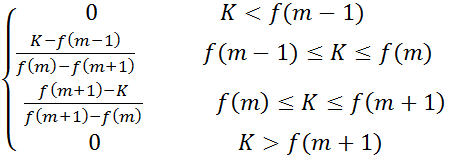 0 K < f(m − 1)
K−f(m−1)/f(m)−f(m+1) f(m − 1) ≤ K ≤ f(m)
f(m+1)−K/f(m+1)−f(m) f(m) ≤ K ≤ f(m + 1)
0 K > f(m + 1)